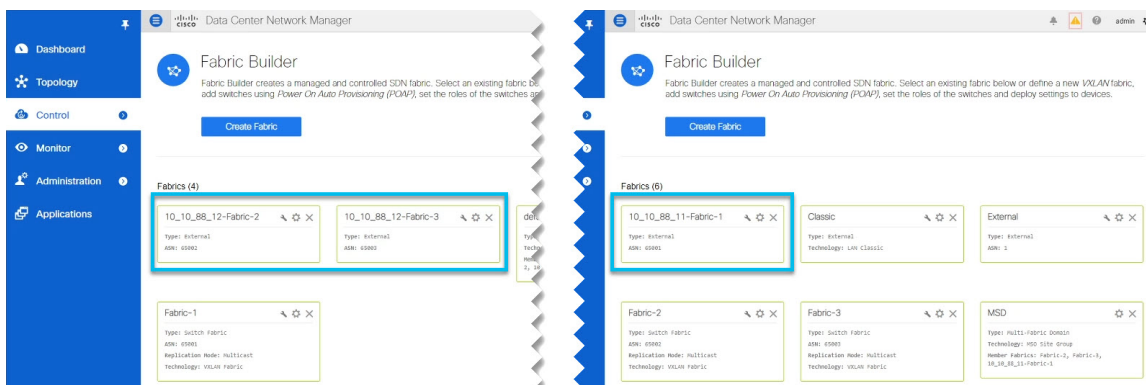 cisco Data Center Network Manager
Dashboard
Topology
Control
Monitor
Administration
Applications
Fabric Builder
Fabric Builder creates a managed and controlled SDN fabric. Select an existing fabric be
add switches using Power On Auto Provisioning (POAP), set the roles of the switches an
Create Fabric
Fabrics (4)
10_10_88_12-Fabric-2
Type: External
ASN: 65002
10_10_88_12-Fabric-3
Type: External
ASN: 65003
Fabric-1
Type: Switch Fabric
ASN: 65001
Replication Mode: Multicast
Technology: VXLAN Fabric
cisco Data Center Network Manager
admin
Fabric Builder
Fabric Builder creates a managed and controlled SDN fabric. Select an existing fabric below or define a new VXLAN fabric,
add switches using Power On Auto Provisioning (POAP), set the roles of the switches and deploy settings to devices.
Create Fabric
Fabrics (6)
10_10_88_11-Fabric-1
Type: External
ASN: 65001
Classic
Type: External
Technology: LAN Classic
External
Type: External
ASN: 1
Fabric-2
Type: Switch Fabric
ASN: 65002
Replication Mode: Multicast
Technology: VXLAN Fabric
Fabric-3
Type: Switch Fabric
ASN: 65003
Replication Mode: Multicast
Technology: VXLAN Fabric
MSD
Type: Multi-Fabric Domain
Technology: MSD Site Group
Member Fabrics: Fabric-2, Fabric-3,
10_10_88_11-Fabric-1